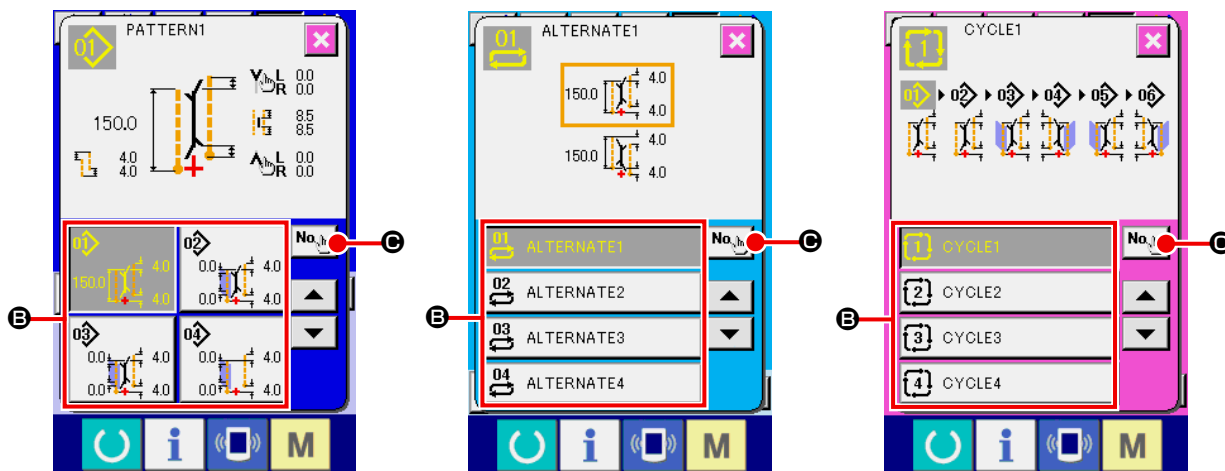 01
PATTERN1
L 0.0
R 0.0
150.0
8.5
8.5
4.0
4.0
L 0.0
R 0.0
01
150.0
4.0
4.0
02
0.0 4.0
0.0 4.0
03
0.0 4.0
0.0 4.0
04
0.0 4.0
0.0 4.0
No.
B
C
M
01
ALTERNATE1
150.0 4.0
4.0
150.0 4.0
4.0
01 ALTERNATE1
02 ALTERNATE2
03 ALTERNATE3
04 ALTERNATE4
No.
B
C
M
1
CYCLE1
01 02 03 04 05 06
1 CYCLE1
2 CYCLE2
3 CYCLE3
4 CYCLE4
No.
B
C
M